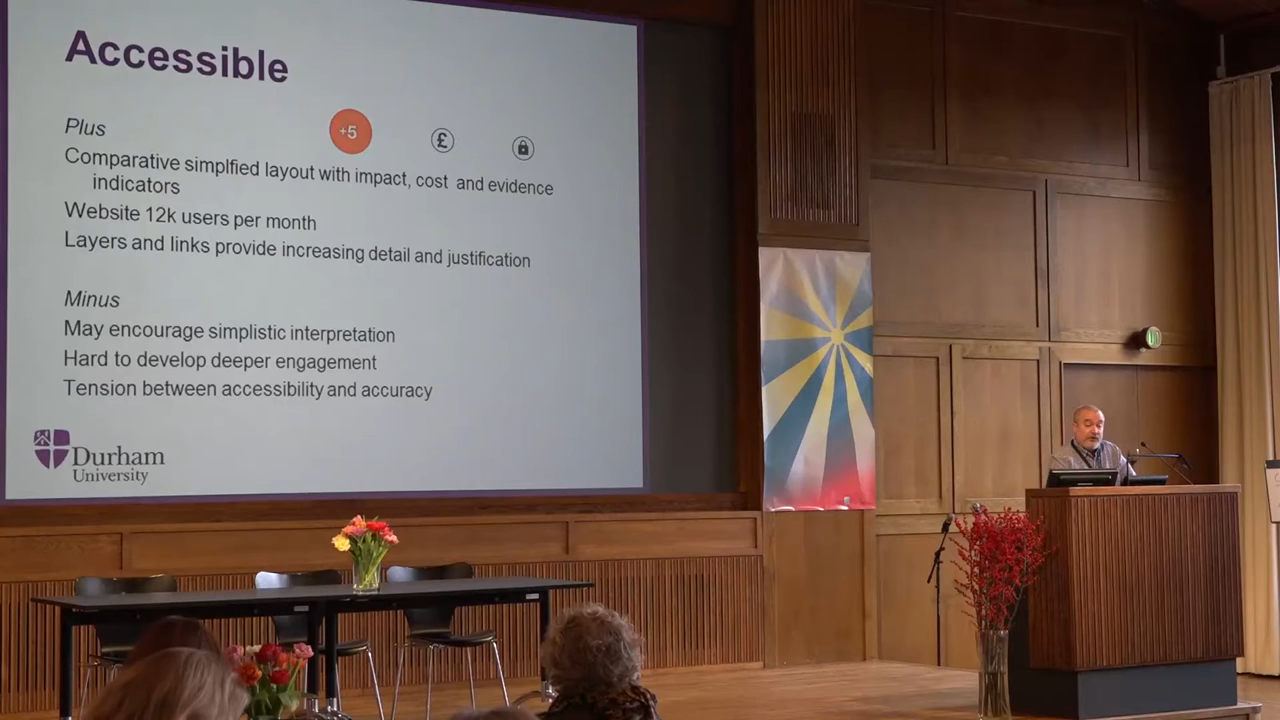 Accessible
Plus
+5
£
Comparative simplfied layout with impact, cost and evidence
indicators
Website 12k users per month
Layers and links provide increasing detail and justification
Minus
May encourage simplistic interpretation
Hard to develop deeper engagement
Tension between accessibility and accuracy
Durham
University